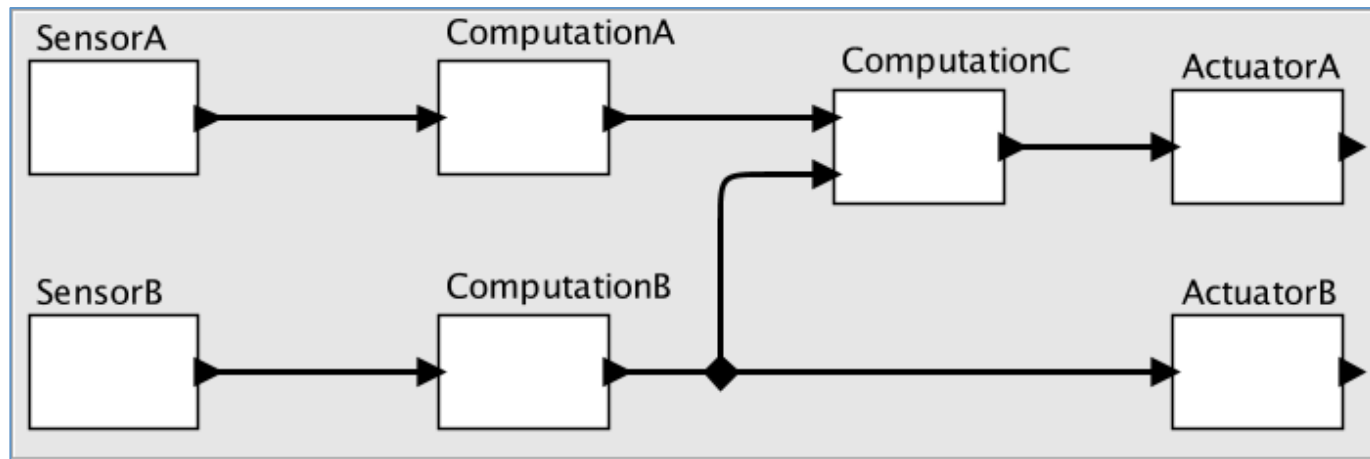 SensorA
ComputationA
ComputationC
ActuatorA
SensorB
ComputationB
ActuatorB